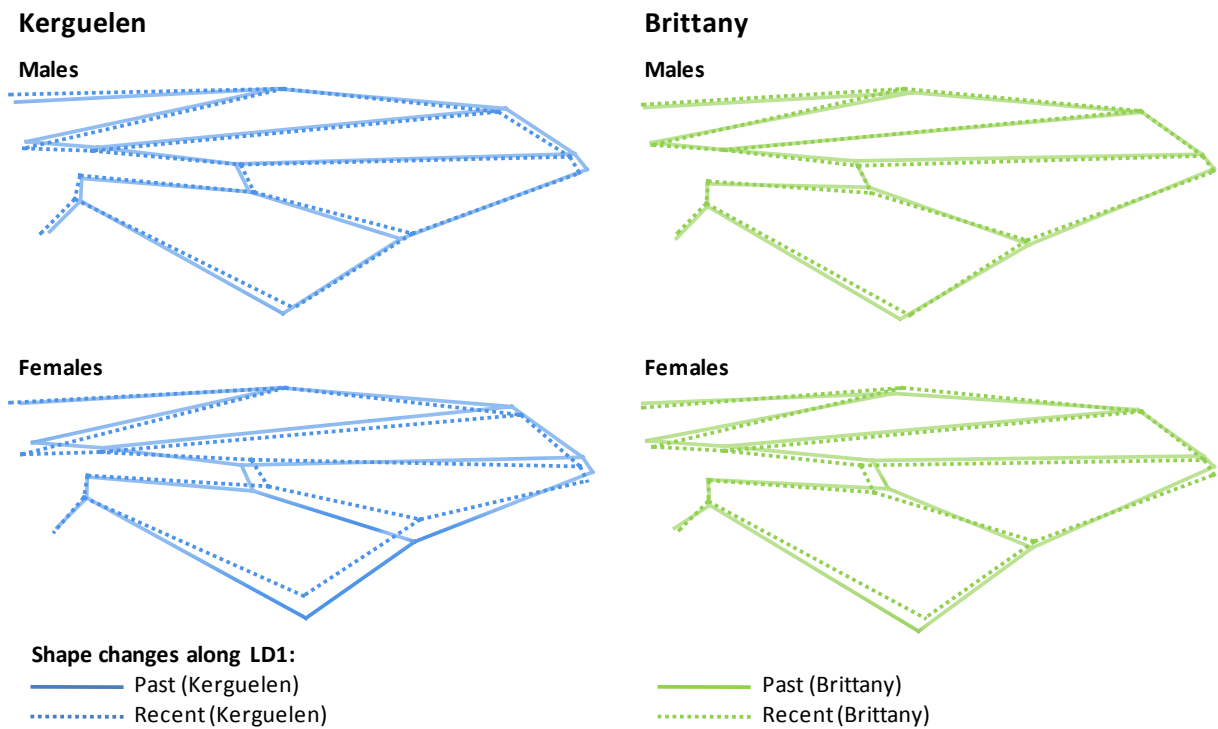 Kerguelen
Brittany
Males
Males
Females
Females
Shape changes along LD1:
Past (Kerguelen)
Past (Brittany)
Recent (Kerguelen)
Recent (Brittany)